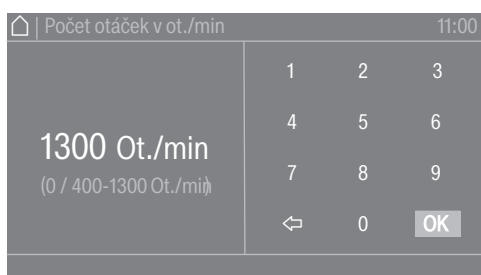 | Počet otáček v ot./min 11:00
1300 Ot./min
(0 / 400-1300 Ot./min)
1 2 3
4 5 6
7 8 9
0 OK